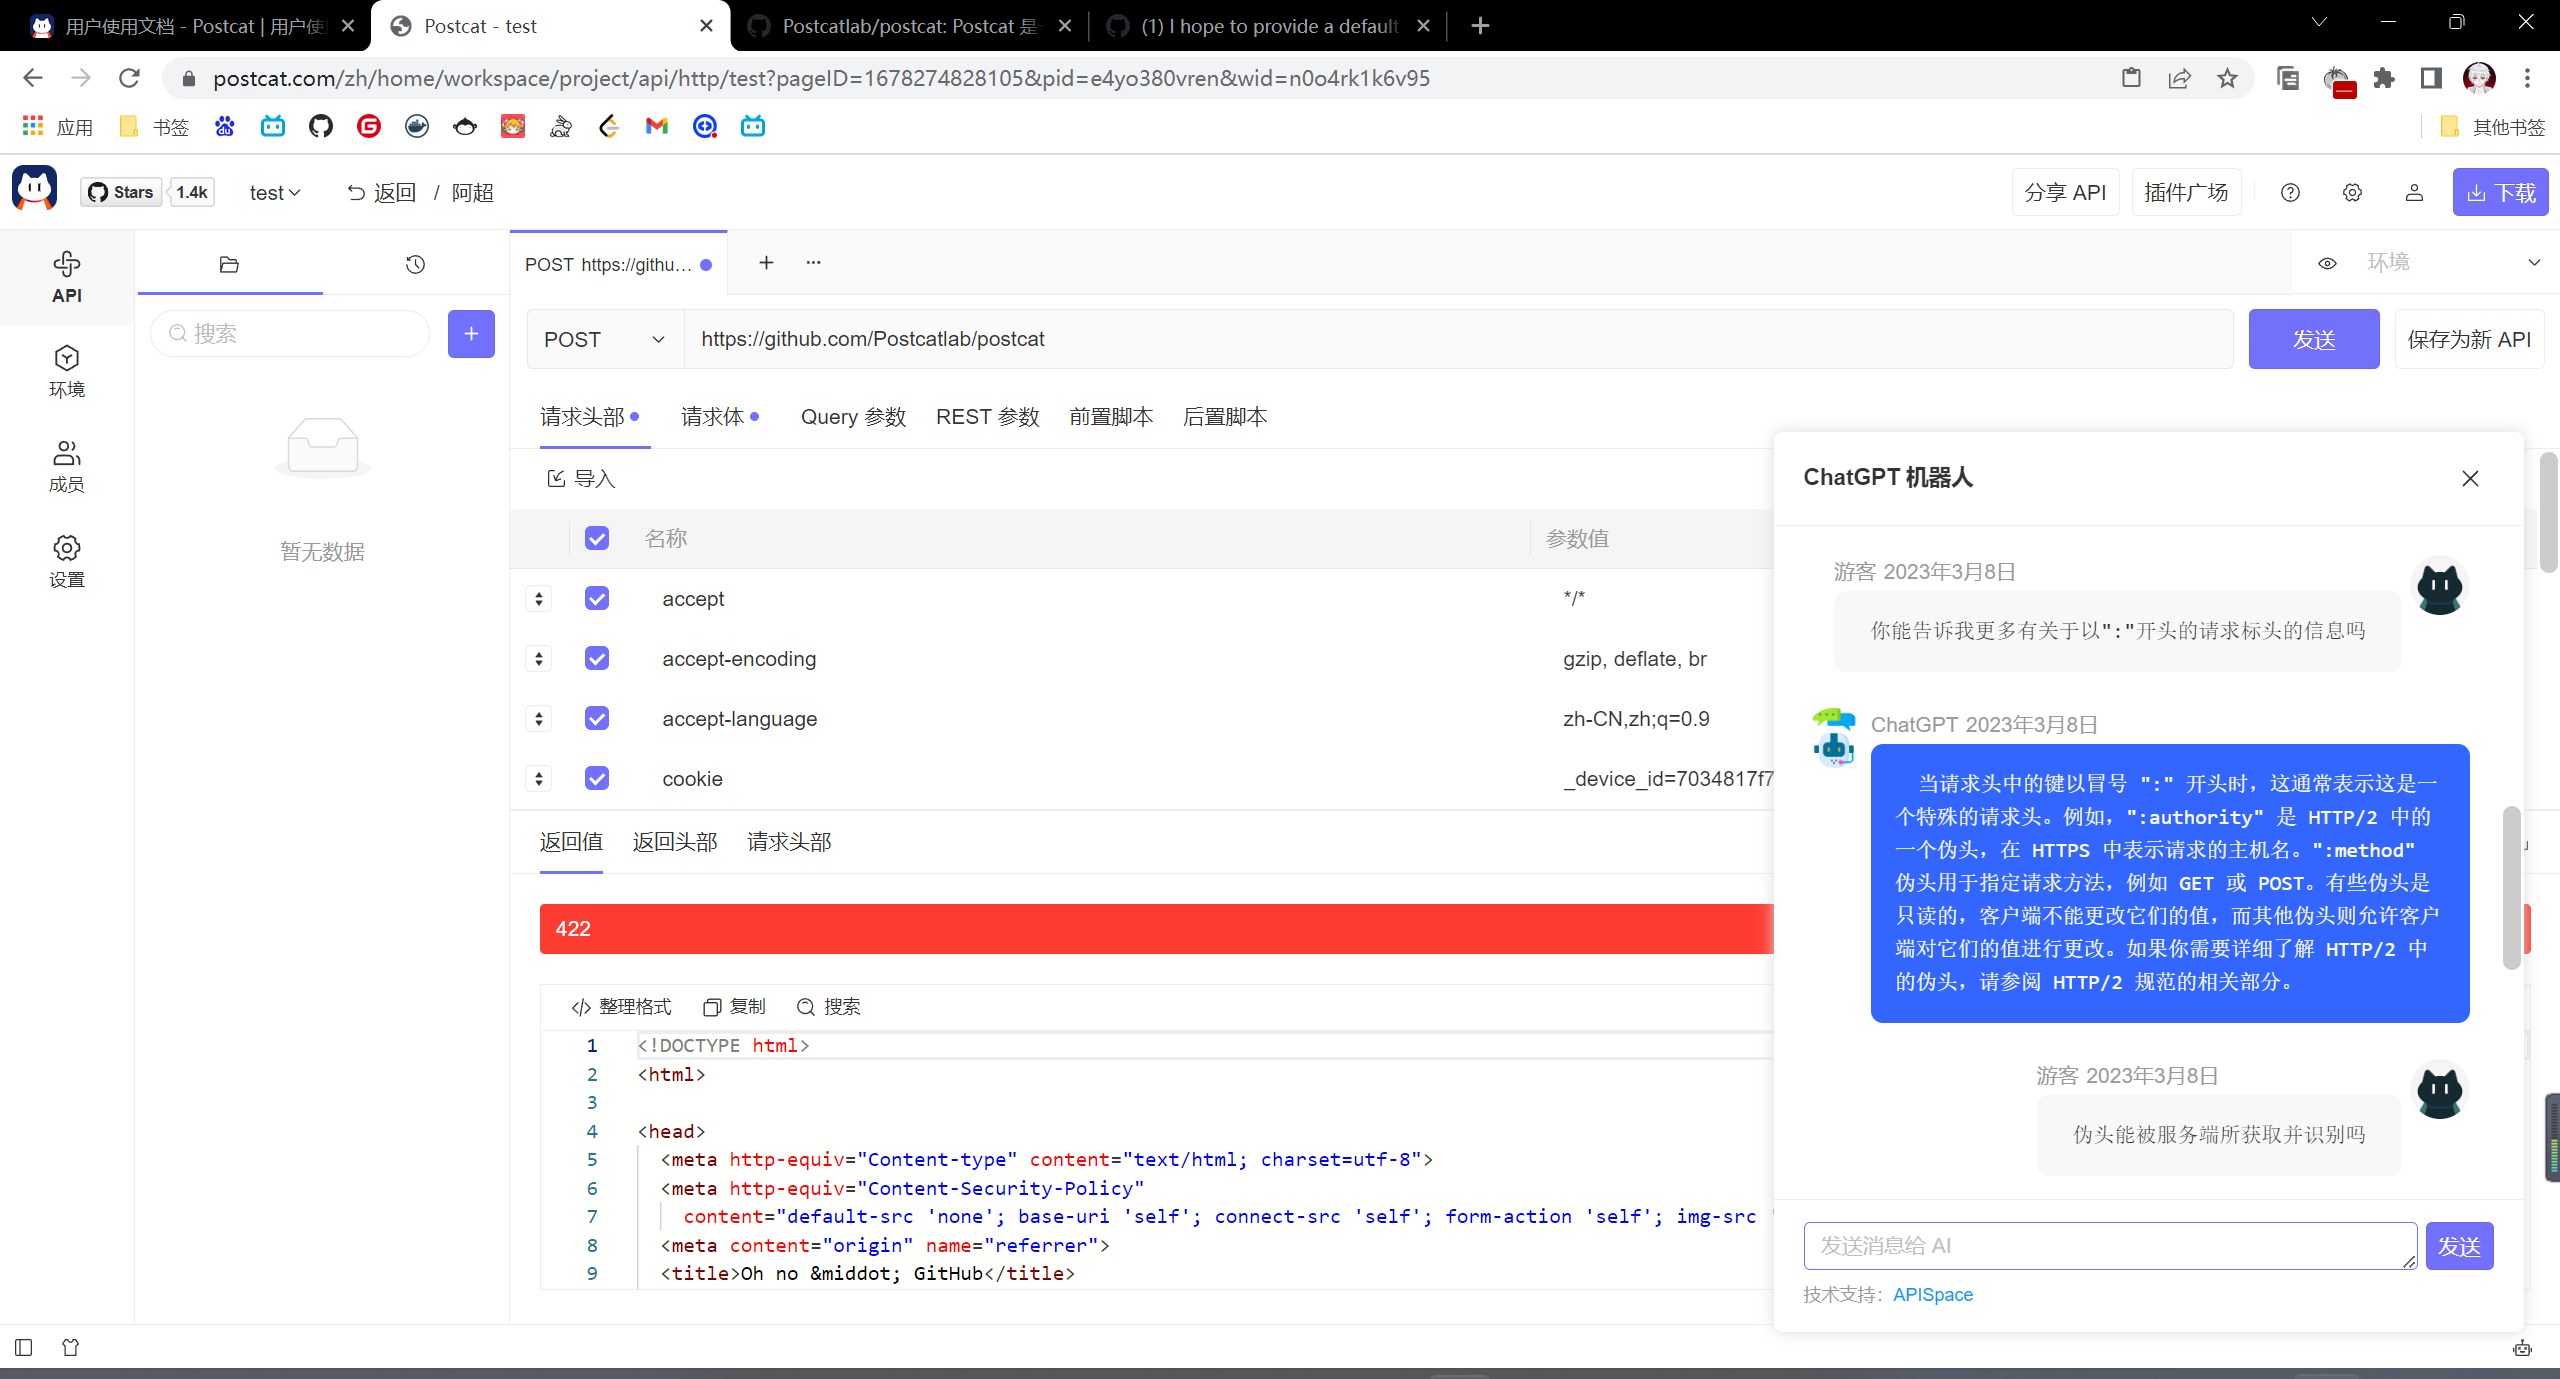 用户使用文档 - Postcat | 用户使
Postcat - test
Postcatlab/postcat: Postcat 是
(1) I hope to provide a default
postcat.com/zh/home/workspace/project/api/http/test?pageID=1678274828105&pid=e4yo380vren&wid=n0o4rk1k6v95
应用
书签
其他书签
Stars
1.4k
test
返回 / 阿超
分享 API
插件广场
下载
API
环境
成员
设置
搜索
暂无数据
POST https://githu...
环境
POST
https://github.com/Postcatlab/postcat
发送
保存为新 API
请求头部
请求体
Query 参数
REST 参数
前置脚本
后置脚本
导入
名称
参数值
accept
*/*
accept-encoding
gzip, deflate, br
accept-language
zh-CN,zh;q=0.9
cookie
_device_id=7034817f7
返回值
返回头部
请求头部
422
整理格式
复制
搜索
1 <!DOCTYPE html>
2 <html>
3
4 <head>
5 <meta http-equiv="Content-type" content="text/html; charset=utf-8">
6 <meta http-equiv="Content-Security-Policy"
7 content="default-src 'none'; base-uri 'self'; connect-src 'self'; form-action 'self'; img-src '
8 <meta content="origin" name="referrer">
9 <title>Oh no &middot; GitHub</title>
ChatGPT 机器人
游客 2023年3月8日
你能告诉我更多有关于以":"开头的请求标头的信息吗
ChatGPT 2023年3月8日
当请求头中的键以冒号 ":" 开头时，这通常表示这是一
个特殊的请求头。例如，":authority" 是 HTTP/2 中的
一个伪头，在 HTTPS 中表示请求的主机名。":method"
伪头用于指定请求方法，例如 GET 或 POST。有些伪头是
只读的，客户端不能更改它们的值，而其他伪头则允许客户
端对它们的值进行更改。如果你需要详细了解 HTTP/2 中
的伪头，请参阅 HTTP/2 规范的相关部分。
游客 2023年3月8日
伪头能被服务端所获取并识别吗
发送消息给 AI
发送
技术支持：APISpace